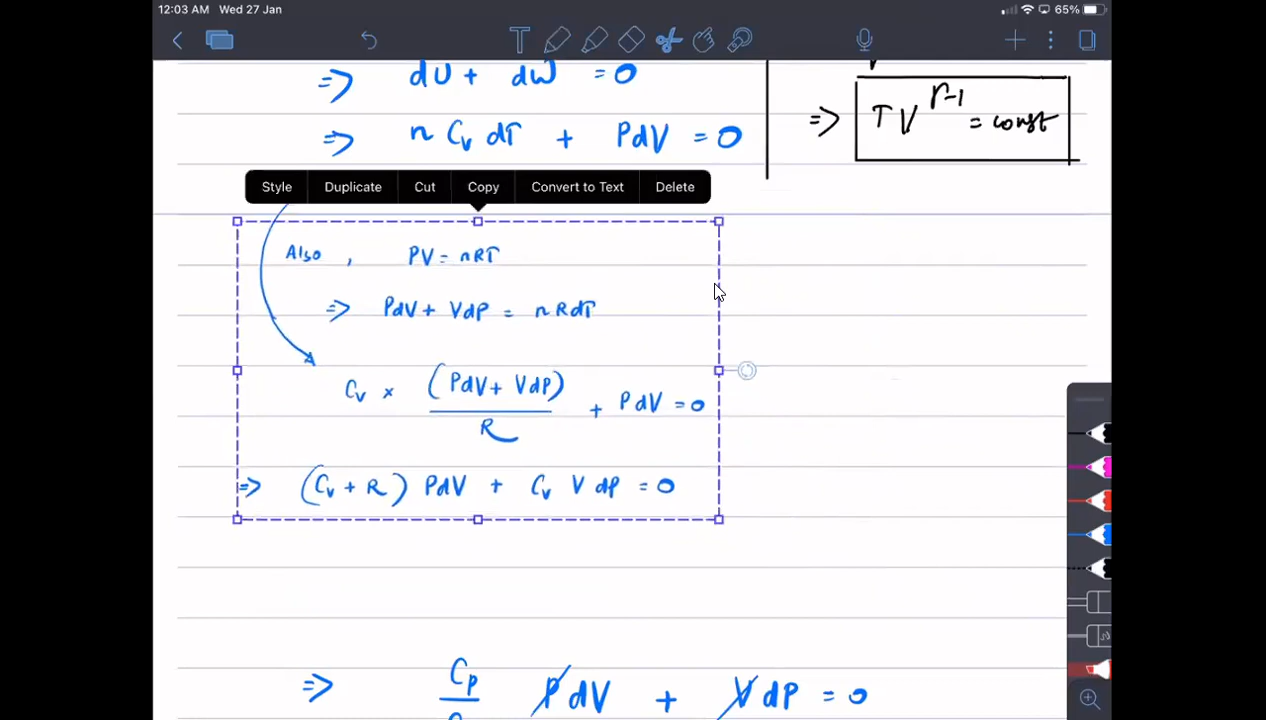 12:03 AM Wed 27 Jan 65%
⇒ dU + dW = 0
⇒ n Cv dT + PdV = 0
⇒ T V^γ-1 = const
Style Duplicate Cut Copy Convert to Text Delete
Also , PV = nRT
⇒ PdV + VdP = nRdT
Cv × (PdV + VdP) / R + PdV = 0
⇒ (Cv + R) PdV + Cv V dP = 0
⇒ Cp PdV + VdP = 0